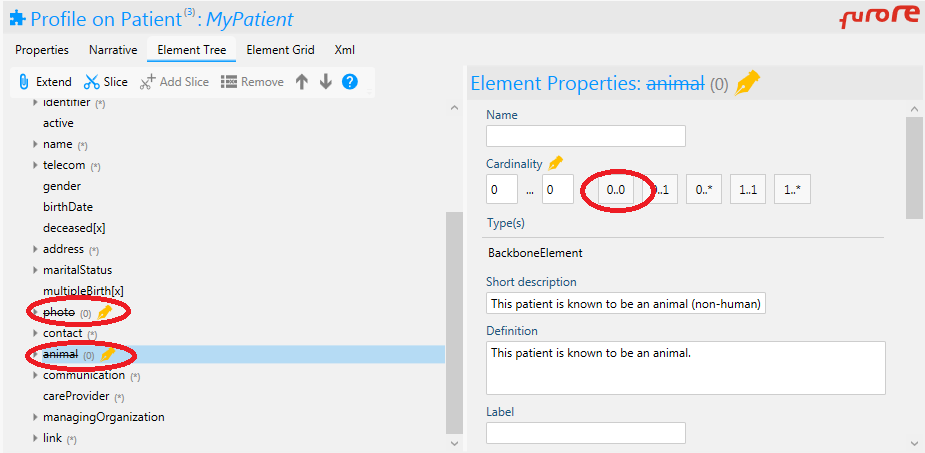 Profile on Patient(3): MyPatient
furore
Properties Narrative Element Tree Element Grid Xml
Extend Slice Add Slice Remove ?
identifier (*)
active
name (*)
telecom (*)
gender
birthDate
deceased[x]
address (*)
maritalStatus
multipleBirth[x]
photo (0)
contact (*)
animal (0)
communication (*)
careProvider (*)
managingOrganization
link (*)
Element Properties: animal (0)
Name
Cardinality
0 ... 0 0..0 0..1 0..* 1..1 1..*
Type(s)
BackboneElement
Short description
This patient is known to be an animal (non-human)
Definition
This patient is known to be an animal.
Label